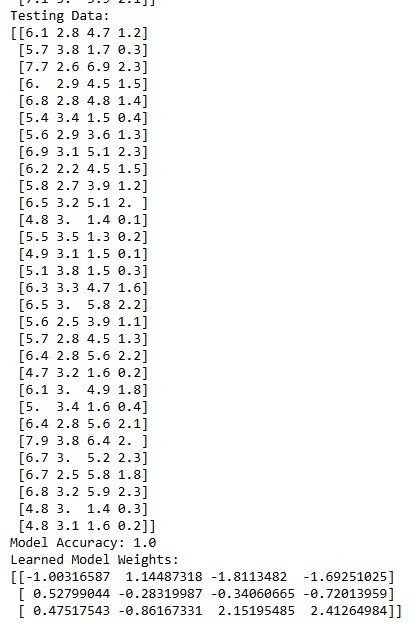 Testing Data:
[[6.1 2.8 4.7 1.2]
[5.7 3.8 1.7 0.3]
[7.7 2.6 6.9 2.3]
[6.  2.9 4.5 1.5]
[6.8 2.8 4.8 1.4]
[5.4 3.4 1.5 0.4]
[5.6 2.9 3.6 1.3]
[6.9 3.1 5.1 2.3]
[6.2 2.2 4.5 1.5]
[5.8 2.7 3.9 1.2]
[6.5 3.2 5.1 2. ]
[4.8 3.  1.4 0.1]
[5.5 3.5 1.3 0.2]
[4.9 3.1 1.5 0.1]
[5.1 3.8 1.5 0.3]
[6.3 3.3 4.7 1.6]
[6.5 3.  5.8 2.2]
[5.6 2.5 3.9 1.1]
[5.7 2.8 4.5 1.3]
[6.4 2.8 5.6 2.2]
[4.7 3.2 1.6 0.2]
[6.1 3.  4.9 1.8]
[5.  3.4 1.6 0.4]
[6.4 2.8 5.6 2.1]
[7.9 3.8 6.4 2. ]
[6.7 3.  5.2 2.3]
[6.7 2.5 5.8 1.8]
[6.8 3.2 5.9 2.3]
[4.8 3.  1.4 0.3]
[4.8 3.1 1.6 0.2]]
Model Accuracy: 1.0
Learned Model Weights:
[[-1.00316587  1.14487318 -1.8113482  -1.69251025]
[ 0.52799044 -0.28319987 -0.34060665 -0.72013959]
[ 0.47517543 -0.86167331  2.15195485  2.41264984]]